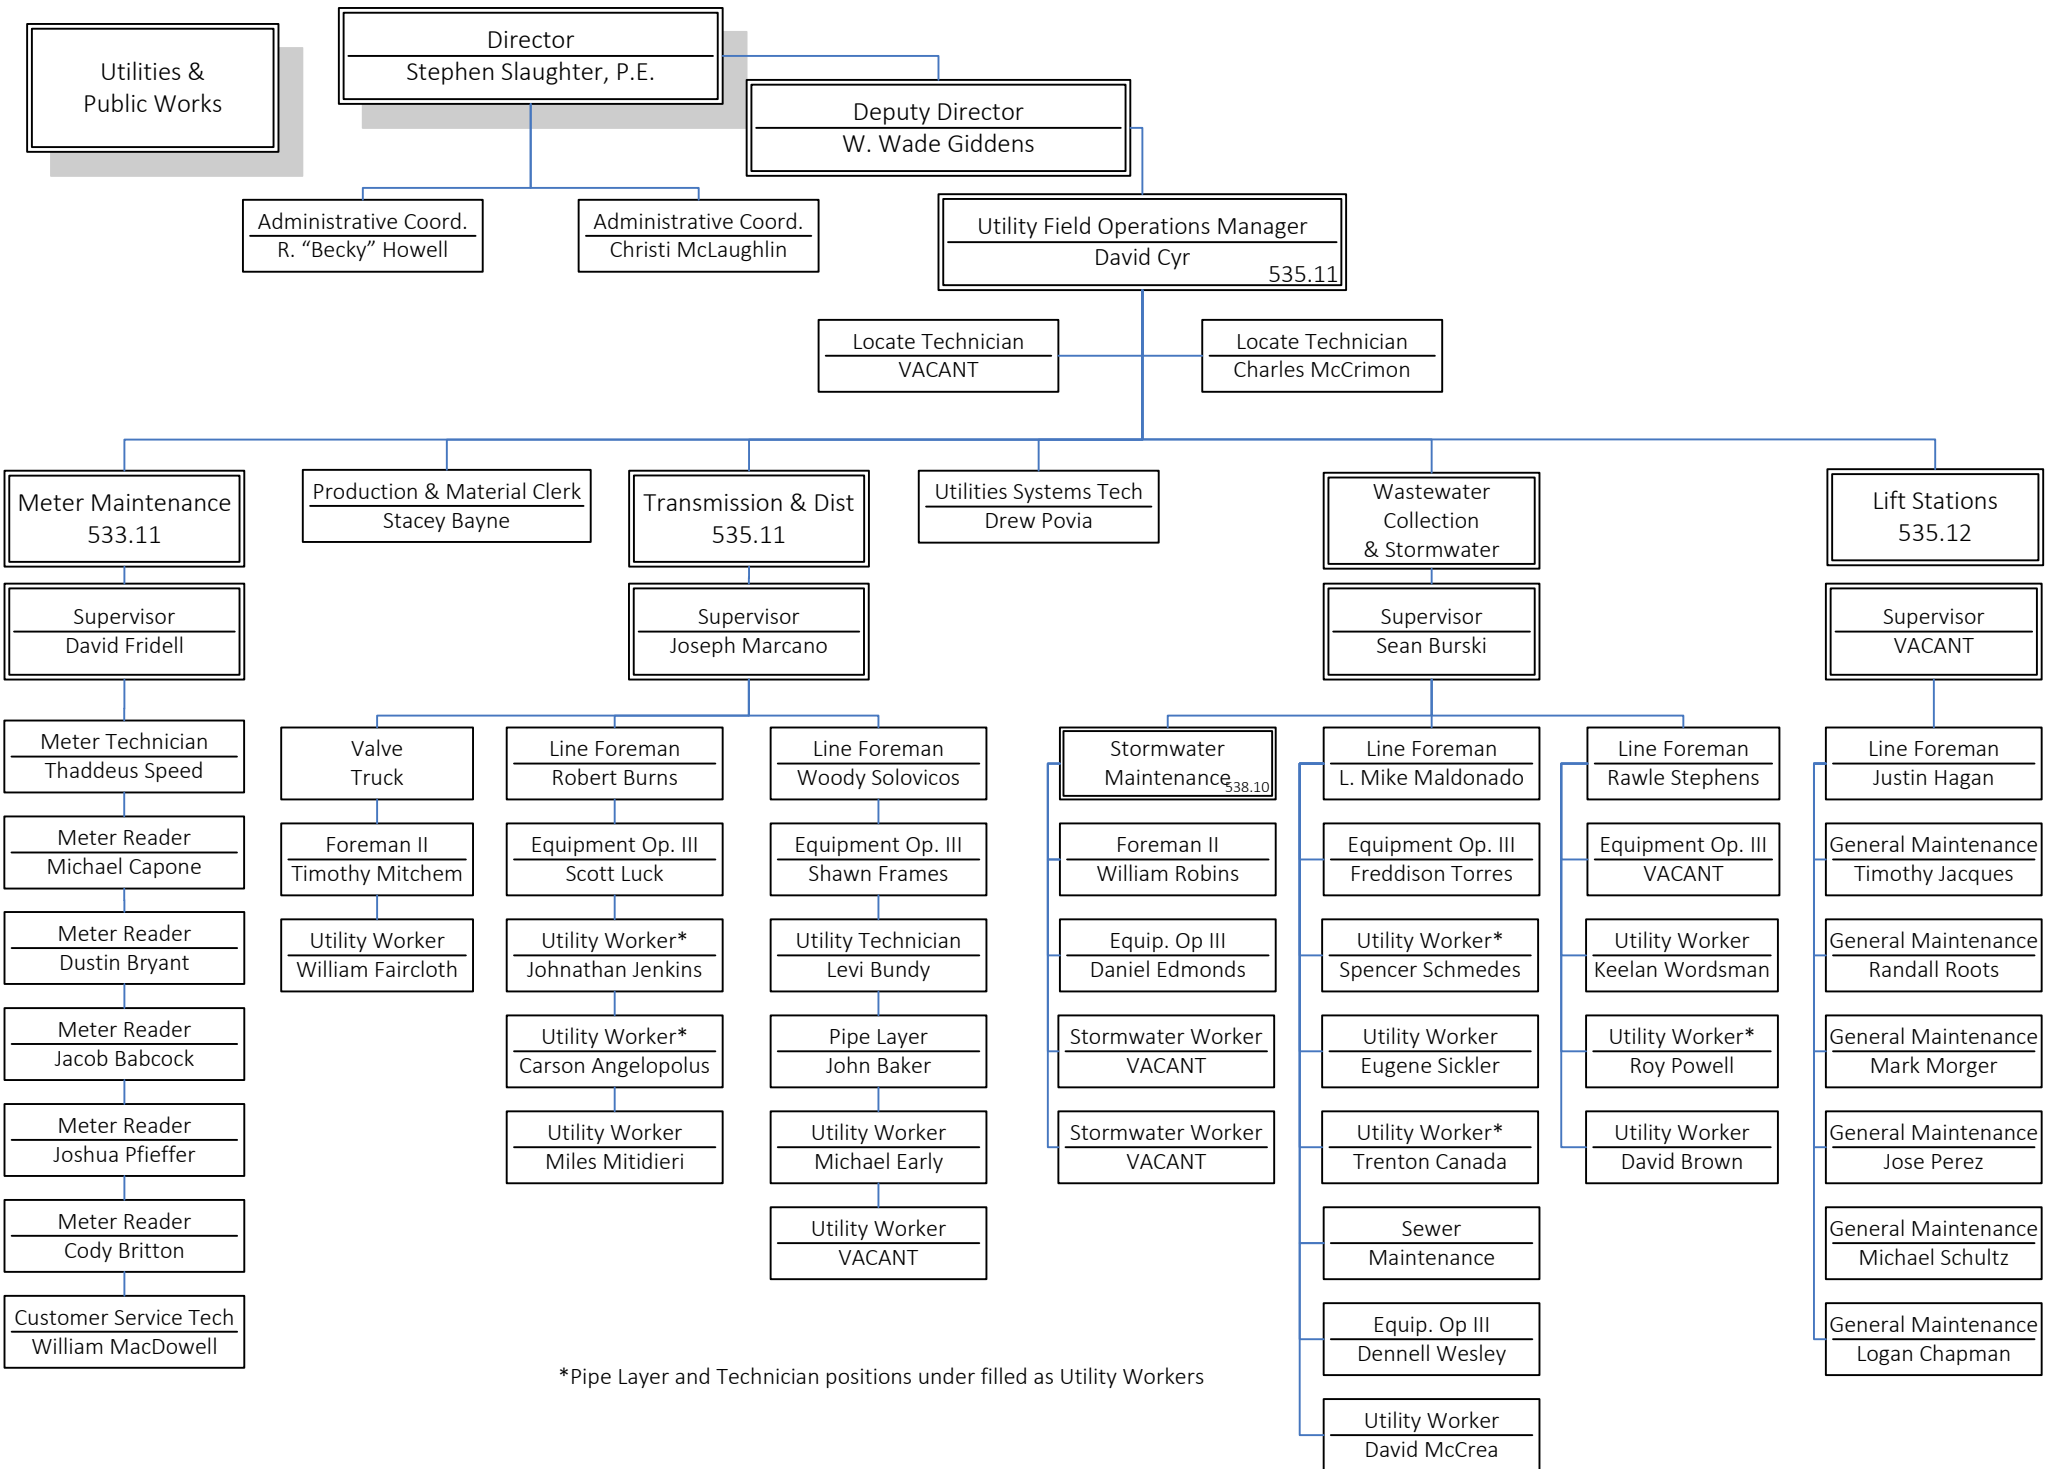 Utilities &
Public Works
Director
Stephen Slaughter, P.E.
Deputy Director
W. Wade Giddens
Administrative Coord.
R. “Becky” Howell
Administrative Coord.
Christi McLaughlin
Utility Field Operations Manager
David Cyr
535.11
Locate Technician
VACANT
Locate Technician
Charles McCrimon
Meter Maintenance
533.11
Production & Material Clerk
Stacey Bayne
Transmission & Dist
535.11
Utilities Systems Tech
Drew Povia
Wastewater
Collection
& Stormwater
Lift Stations
535.12
Supervisor
David Fridell
Supervisor
Joseph Marcano
Supervisor
Sean Burski
Supervisor
VACANT
Meter Technician
Thaddeus Speed
Meter Reader
Michael Capone
Meter Reader
Dustin Bryant
Meter Reader
Jacob Babcock
Meter Reader
Joshua Pfieffer
Meter Reader
Cody Britton
Customer Service Tech
William MacDowell
Valve
Truck
Foreman II
Timothy Mitchem
Utility Worker
William Faircloth
Line Foreman
Robert Burns
Equipment Op. III
Scott Luck
Utility Worker*
Johnathan Jenkins
Utility Worker*
Carson Angelopolus
Utility Worker
Miles Mitidieri
Line Foreman
Woody Solovicos
Equipment Op. III
Shawn Frames
Utility Technician
Levi Bundy
Pipe Layer
John Baker
Utility Worker
Michael Early
Utility Worker
VACANT
Stormwater
Maintenance
538.10
Foreman II
William Robins
Equip. Op III
Daniel Edmonds
Stormwater Worker
VACANT
Stormwater Worker
VACANT
Line Foreman
L. Mike Maldonado
Equipment Op. III
Freddison Torres
Utility Worker*
Spencer Schmedes
Utility Worker
Eugene Sickler
Utility Worker*
Trenton Canada
Sewer
Maintenance
Equip. Op III
Dennell Wesley
Utility Worker
David McCrea
Line Foreman
Rawle Stephens
Equipment Op. III
VACANT
Utility Worker
Keelan Wordsman
Utility Worker*
Roy Powell
Utility Worker
David Brown
Line Foreman
Justin Hagan
General Maintenance
Timothy Jacques
General Maintenance
Randall Roots
General Maintenance
Mark Morger
General Maintenance
Jose Perez
General Maintenance
Michael Schultz
General Maintenance
Logan Chapman
*Pipe Layer and Technician positions under filled as Utility Workers